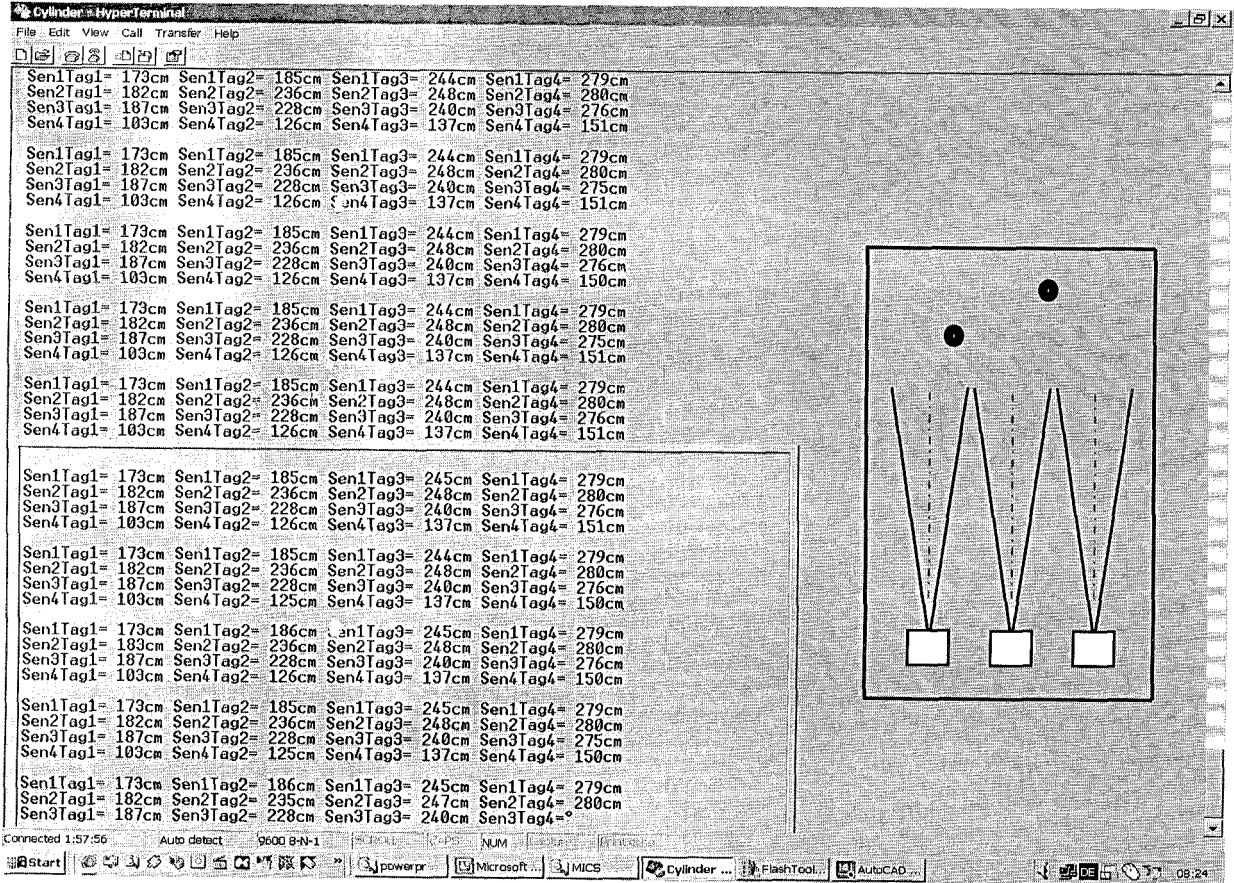 Cylinder - HyperTerminal
File Edit View Call Transfer Help
Sen1Tag1= 173cm Sen1Tag2= 185cm Sen1Tag3= 244cm Sen1Tag4= 279cm
Sen2Tag1= 182cm Sen2Tag2= 236cm Sen2Tag3= 248cm Sen2Tag4= 280cm
Sen3Tag1= 187cm Sen3Tag2= 228cm Sen3Tag3= 240cm Sen3Tag4= 276cm
Sen4Tag1= 103cm Sen4Tag2= 126cm Sen4Tag3= 137cm Sen4Tag4= 151cm
Sen1Tag1= 173cm Sen1Tag2= 185cm Sen1Tag3= 244cm Sen1Tag4= 279cm
Sen2Tag1= 182cm Sen2Tag2= 236cm Sen2Tag3= 248cm Sen2Tag4= 280cm
Sen3Tag1= 187cm Sen3Tag2= 228cm Sen3Tag3= 240cm Sen3Tag4= 275cm
Sen4Tag1= 103cm Sen4Tag2= 126cm Sen4Tag3= 137cm Sen4Tag4= 151cm
Sen1Tag1= 173cm Sen1Tag2= 185cm Sen1Tag3= 244cm Sen1Tag4= 279cm
Sen2Tag1= 182cm Sen2Tag2= 236cm Sen2Tag3= 248cm Sen2Tag4= 280cm
Sen3Tag1= 187cm Sen3Tag2= 228cm Sen3Tag3= 240cm Sen3Tag4= 276cm
Sen4Tag1= 103cm Sen4Tag2= 126cm Sen4Tag3= 137cm Sen4Tag4= 150cm
Sen1Tag1= 173cm Sen1Tag2= 185cm Sen1Tag3= 244cm Sen1Tag4= 279cm
Sen2Tag1= 182cm Sen2Tag2= 236cm Sen2Tag3= 248cm Sen2Tag4= 280cm
Sen3Tag1= 187cm Sen3Tag2= 228cm Sen3Tag3= 240cm Sen3Tag4= 275cm
Sen4Tag1= 103cm Sen4Tag2= 126cm Sen4Tag3= 137cm Sen4Tag4= 151cm
Sen1Tag1= 173cm Sen1Tag2= 185cm Sen1Tag3= 244cm Sen1Tag4= 279cm
Sen2Tag1= 182cm Sen2Tag2= 236cm Sen2Tag3= 248cm Sen2Tag4= 280cm
Sen3Tag1= 187cm Sen3Tag2= 228cm Sen3Tag3= 240cm Sen3Tag4= 276cm
Sen4Tag1= 103cm Sen4Tag2= 126cm Sen4Tag3= 137cm Sen4Tag4= 151cm
Sen1Tag1= 173cm Sen1Tag2= 185cm Sen1Tag3= 245cm Sen1Tag4= 279cm
Sen2Tag1= 182cm Sen2Tag2= 236cm Sen2Tag3= 248cm Sen2Tag4= 280cm
Sen3Tag1= 187cm Sen3Tag2= 228cm Sen3Tag3= 240cm Sen3Tag4= 276cm
Sen4Tag1= 103cm Sen4Tag2= 126cm Sen4Tag3= 137cm Sen4Tag4= 151cm
Sen1Tag1= 173cm Sen1Tag2= 185cm Sen1Tag3= 244cm Sen1Tag4= 279cm
Sen2Tag1= 182cm Sen2Tag2= 236cm Sen2Tag3= 248cm Sen2Tag4= 280cm
Sen3Tag1= 187cm Sen3Tag2= 228cm Sen3Tag3= 240cm Sen3Tag4= 276cm
Sen4Tag1= 103cm Sen4Tag2= 125cm Sen4Tag3= 137cm Sen4Tag4= 150cm
Sen1Tag1= 173cm Sen1Tag2= 186cm en1Tag3= 245cm Sen1Tag4= 279cm
Sen2Tag1= 183cm Sen2Tag2= 236cm Sen2Tag3= 248cm Sen2Tag4= 280cm
Sen3Tag1= 187cm Sen3Tag2= 228cm Sen3Tag3= 240cm Sen3Tag4= 276cm
Sen4Tag1= 103cm Sen4Tag2= 126cm Sen4Tag3= 137cm Sen4Tag4= 150cm
Sen1Tag1= 173cm Sen1Tag2= 185cm Sen1Tag3= 245cm Sen1Tag4= 279cm
Sen2Tag1= 182cm Sen2Tag2= 236cm Sen2Tag3= 248cm Sen2Tag4= 280cm
Sen3Tag1= 187cm Sen3Tag2= 228cm Sen3Tag3= 240cm Sen3Tag4= 275cm
Sen4Tag1= 103cm Sen4Tag2= 125cm Sen4Tag3= 137cm Sen4Tag4= 150cm
Sen1Tag1= 173cm Sen1Tag2= 186cm Sen1Tag3= 245cm Sen1Tag4= 279cm
Sen2Tag1= 182cm Sen2Tag2= 235cm Sen2Tag3= 247cm Sen2Tag4= 280cm
Sen3Tag1= 187cm Sen3Tag2= 228cm Sen3Tag3= 240cm Sen3Tag4=°
Connected 1:57:56 Auto detect 9600 8-N-1 SCROLL CAPS NUM
Start » powerpr Microsoft ... MICS Cylinder ... FlashTool... AutoCAD ... DE 08:24